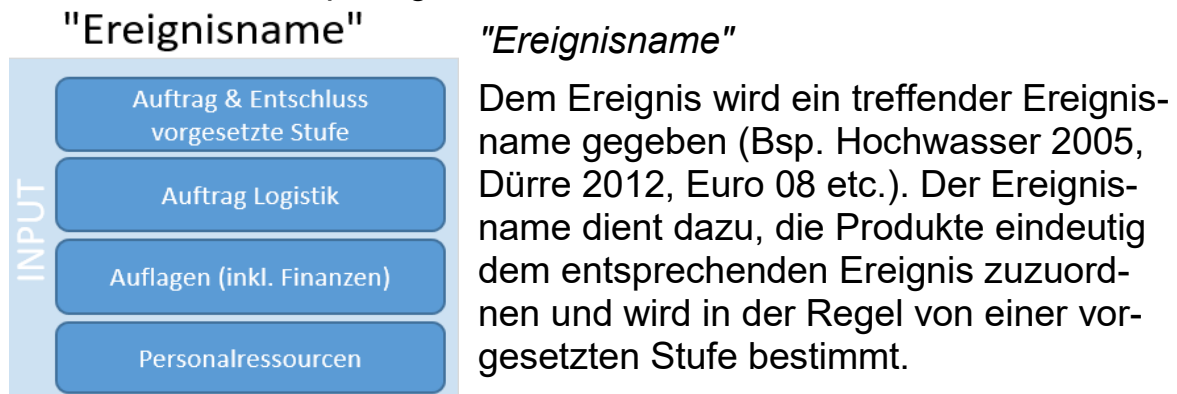 "Ereignisname"
INPUT
Auftrag & Entschluss
vorgesetzte Stufe
Auftrag Logistik
Auflagen (inkl. Finanzen)
Personalressourcen
"Ereignisname"
Dem Ereignis wird ein treffender Ereignis-
name gegeben (Bsp. Hochwasser 2005,
Dürre 2012, Euro 08 etc.). Der Ereignis-
name dient dazu, die Produkte eindeutig
dem entsprechenden Ereignis zuzuord-
nen und wird in der Regel von einer vor-
gesetzten Stufe bestimmt.